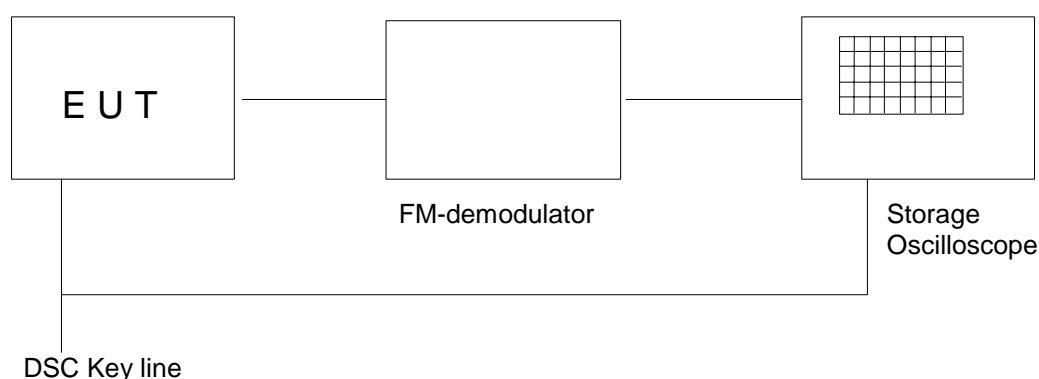 E U T
FM-demodulator
Storage
Oscilloscope
DSC Key line